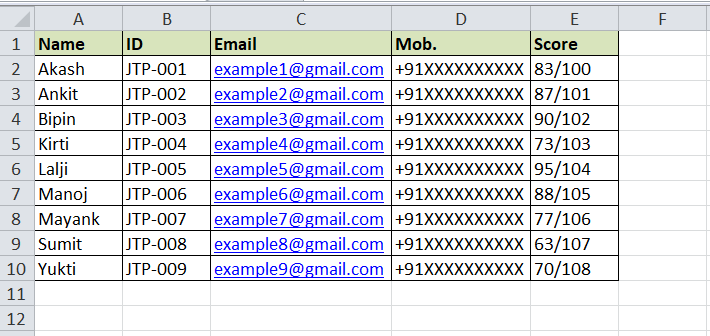 A B C D E F
1 Name ID Email Mob. Score
2 Akash JTP-001 example1@gmail.com +91XXXXXXXXXX 83/100
3 Ankit JTP-002 example2@gmail.com +91XXXXXXXXXX 87/101
4 Bipin JTP-003 example3@gmail.com +91XXXXXXXXXX 90/102
5 Kirti JTP-004 example4@gmail.com +91XXXXXXXXXX 73/103
6 Lalji JTP-005 example5@gmail.com +91XXXXXXXXXX 95/104
7 Manoj JTP-006 example6@gmail.com +91XXXXXXXXXX 88/105
8 Mayank JTP-007 example7@gmail.com +91XXXXXXXXXX 77/106
9 Sumit JTP-008 example8@gmail.com +91XXXXXXXXXX 63/107
10 Yukti JTP-009 example9@gmail.com +91XXXXXXXXXX 70/108
11
12